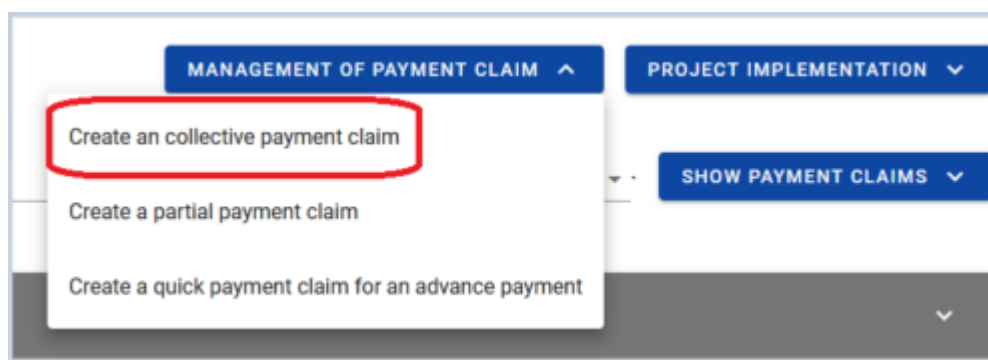 MANAGEMENT OF PAYMENT CLAIM
PROJECT IMPLEMENTATION
Create an collective payment claim
SHOW PAYMENT CLAIMS
Create a partial payment claim
Create a quick payment claim for an advance payment